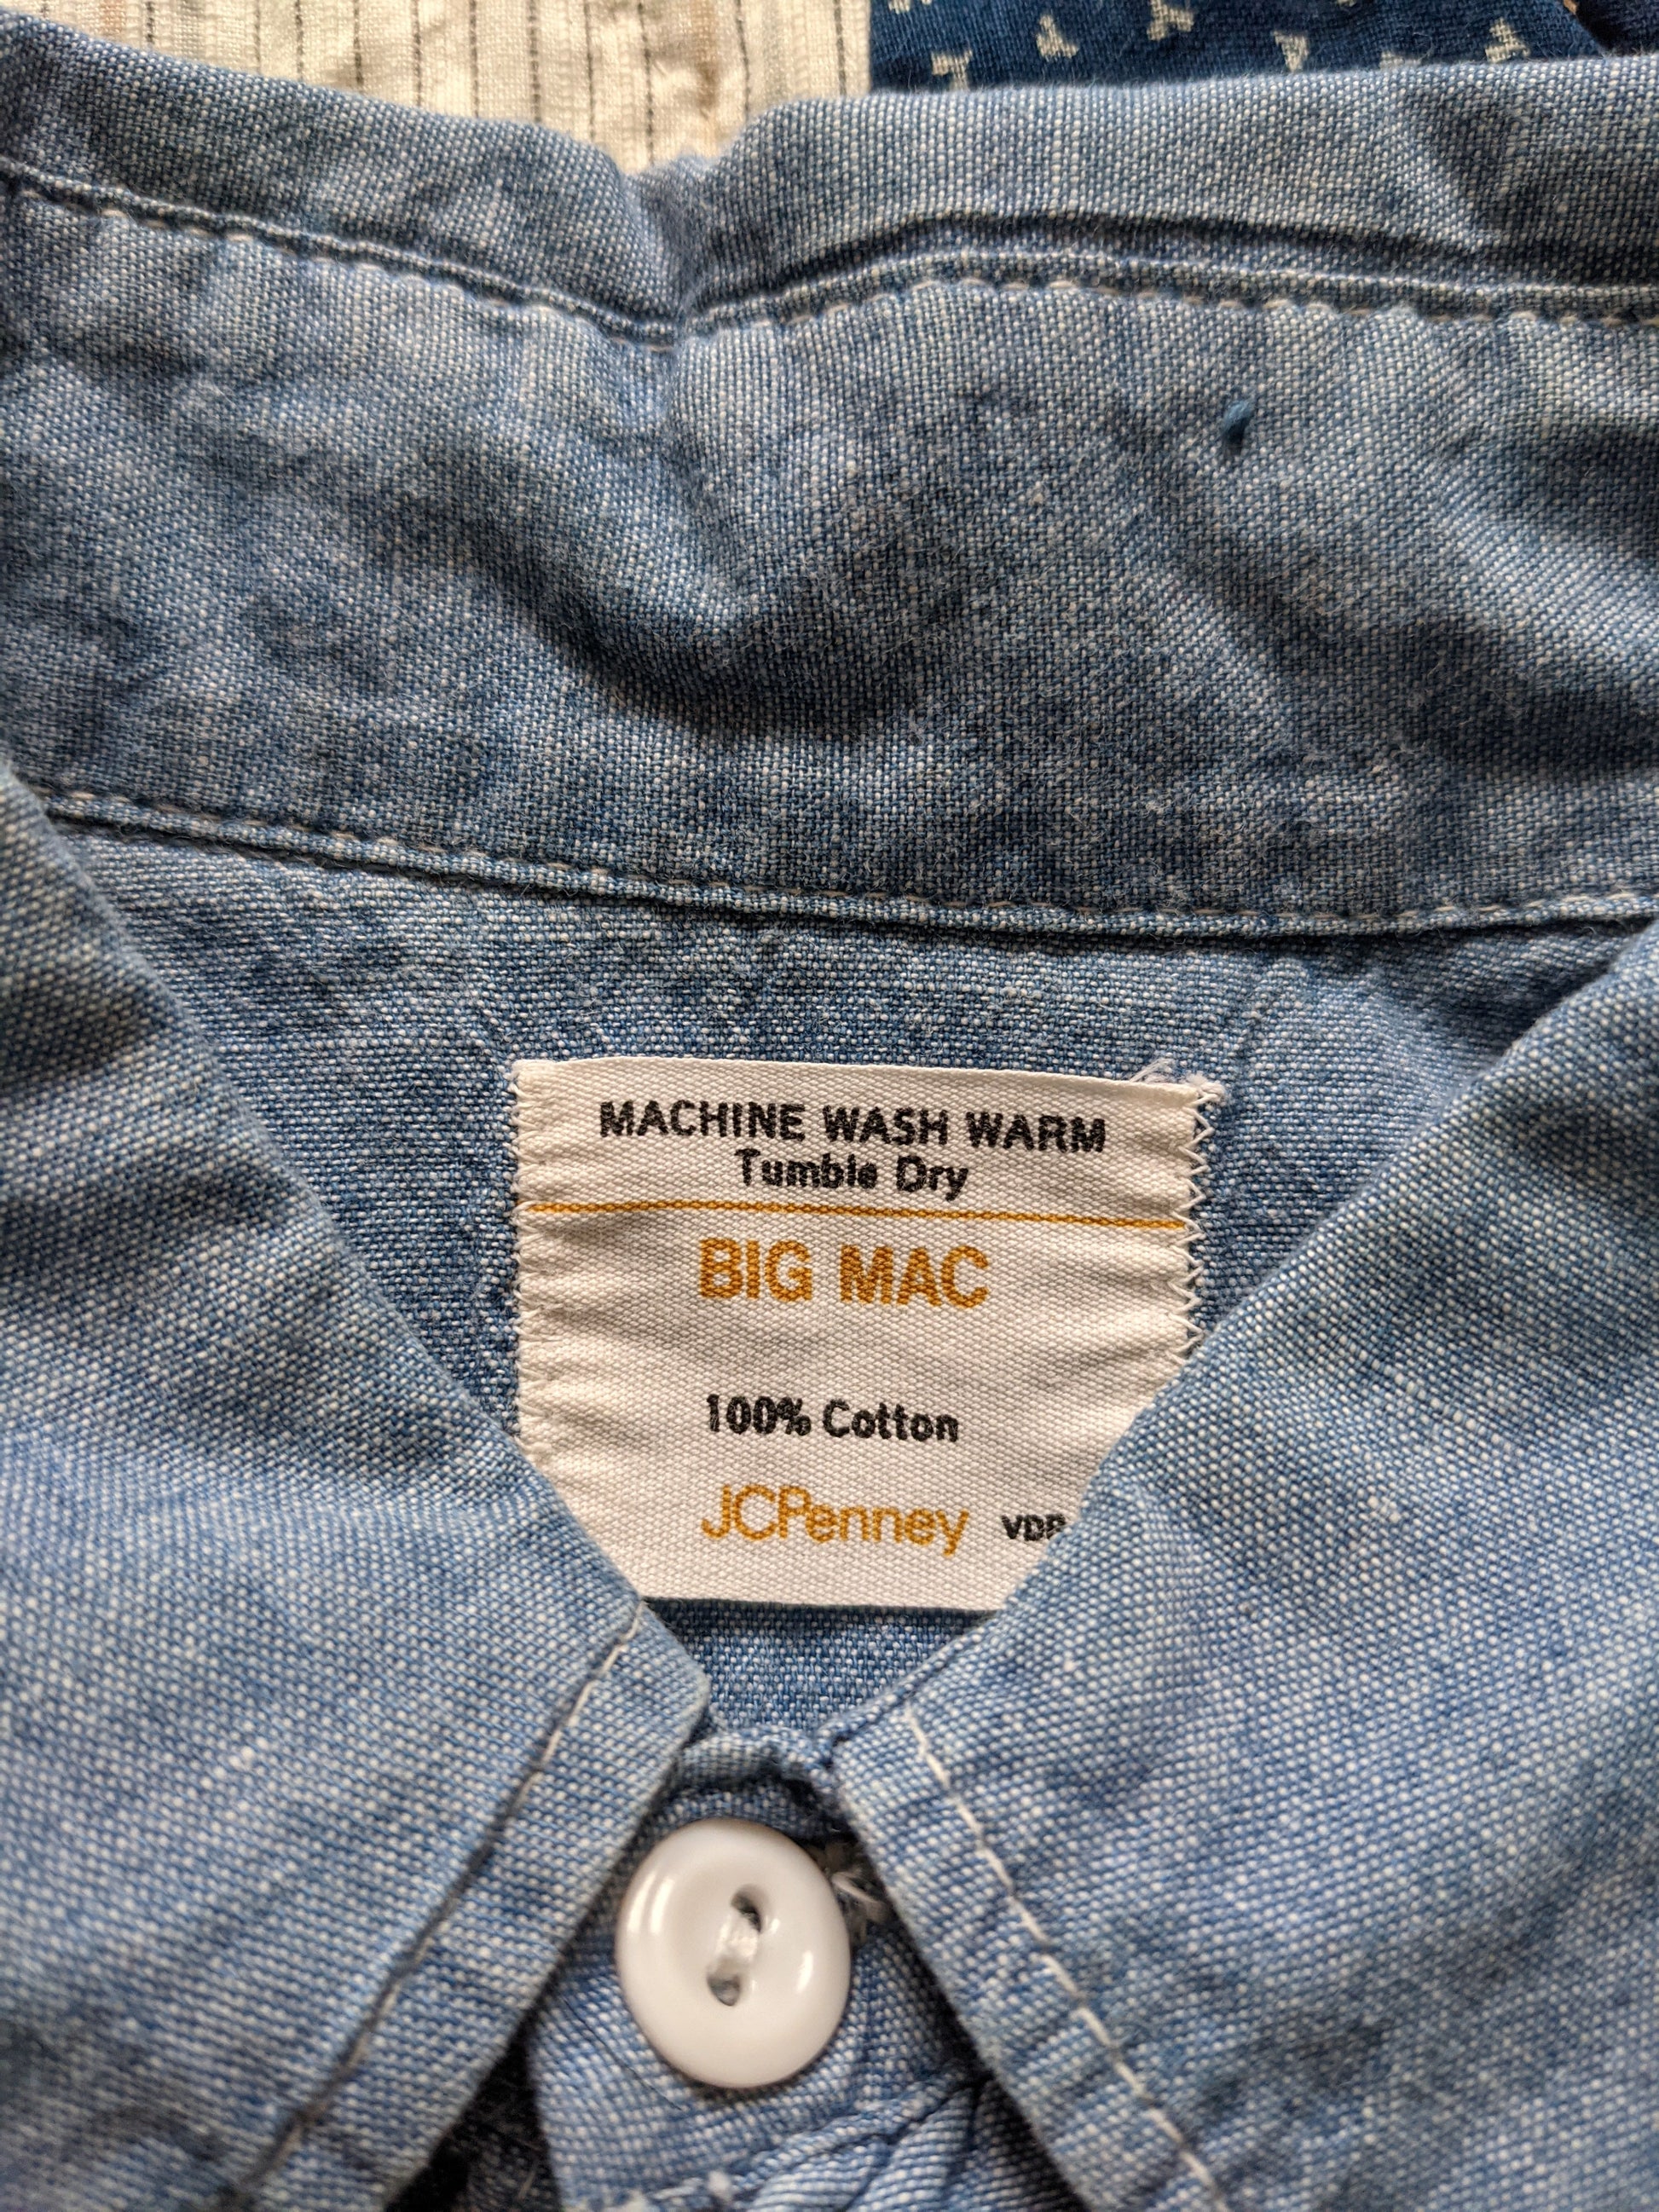 MACHINE WASH WARM
Tumble Dry
BIG MAC
100% Cotton
JCPenney